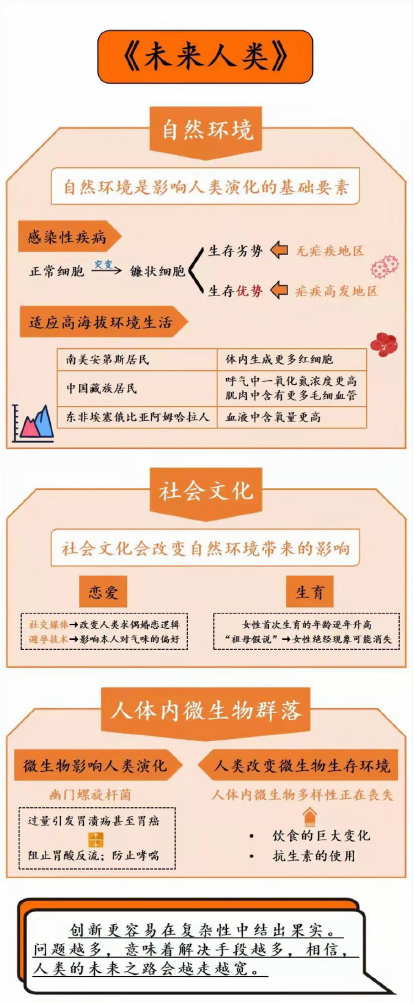 《未来人类》
自然环境
自然环境是影响人类演化的基础要素
感染性疾病
正常细胞 突变 镰状细胞
生存劣势 无疟疾地区
生存优势 疟疾高发地区
适应高海拔环境生活
南美安第斯居民 体内生成更多红细胞
中国藏族居民 呼气中一氧化氮浓度更高
肌肉中含有更多毛细血管
东非埃塞俄比亚阿姆哈拉人 血液中含氧量更高
社会文化
社会文化会改变自然环境带来的影响
恋爱
社交媒体→改变人类求偶婚恋逻辑
避孕技术→影响本人对气味的偏好
生育
女性首次生育的年龄逐年升高
“祖母假说”→女性绝经现象可能消失
人体内微生物群落
微生物影响人类演化
幽门螺旋杆菌
过量引发胃溃疡甚至胃癌
阻止胃酸反流；防止哮喘
人类改变微生物生存环境
人体内微生物多样性正在丧失
• 饮食的巨大变化
• 抗生素的使用
创新更容易在复杂性中结出果实。
问题越多，意味着解决手段越多，相信，
人类的未来之路会越走越宽。